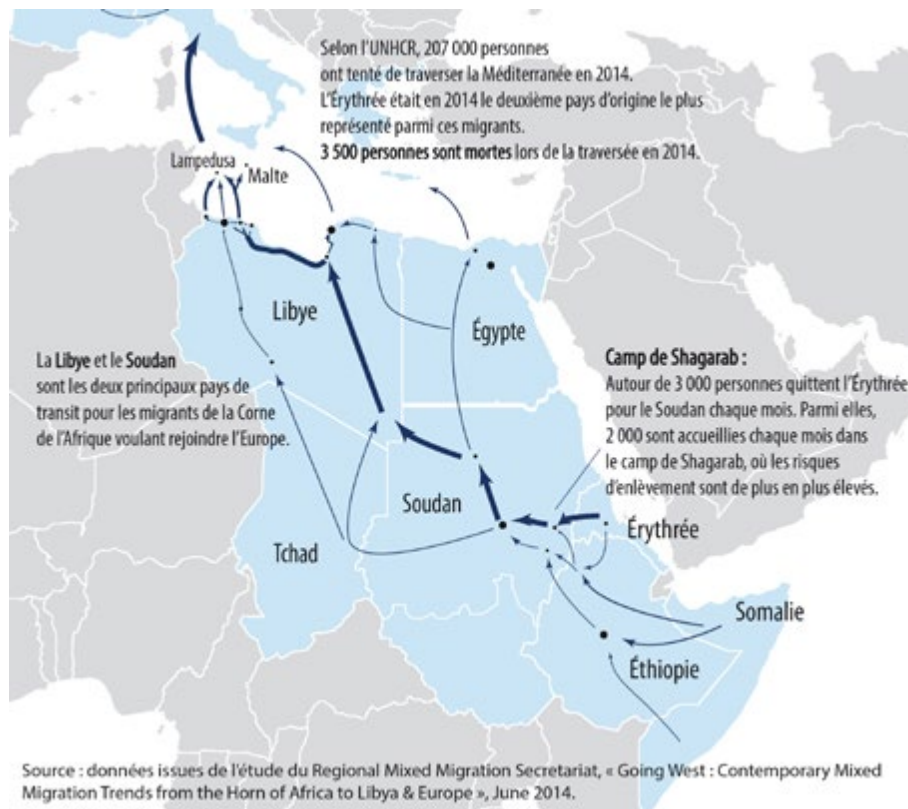 Selon l'UNHCR, 207 000 personnes
ont tenté de traverser la Méditerranée en 2014.
L'Érythrée était en 2014 le deuxième pays d'origine le plus
représenté parmi ces migrants.
3 500 personnes sont mortes lors de la traversée en 2014.
Lampedusa
Malte
Libye
Égypte
La Libye et le Soudan
sont les deux principaux pays de
transit pour les migrants de la Corne
de l'Afrique voulant rejoindre l'Europe.
Camp de Shagarab :
Autour de 3 000 personnes quittent l'Érythrée
pour le Soudan chaque mois. Parmi elles,
2 000 sont accueillies chaque mois dans
le camp de Shagarab, où les risques
d'enlèvement sont de plus en plus élevés.
Soudan
Érythrée
Tchad
Somalie
Éthiopie
Source : données issues de l'étude du Regional Mixed Migration Secretariat, « Going West : Contemporary Mixed
Migration Trends from the Horn of Africa to Libya & Europe », June 2014.